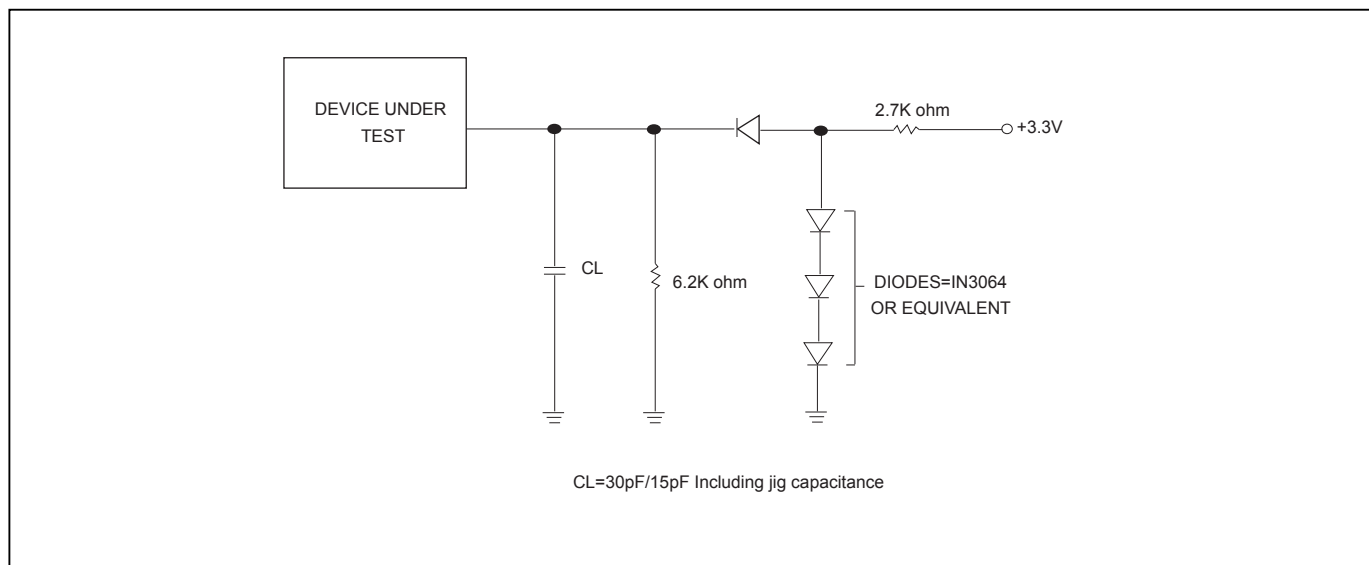 DEVICE UNDER
TEST
2.7K ohm
+3.3V
CL
6.2K ohm
DIODES=IN3064
OR EQUIVALENT
CL=30pF/15pF Including jig capacitance